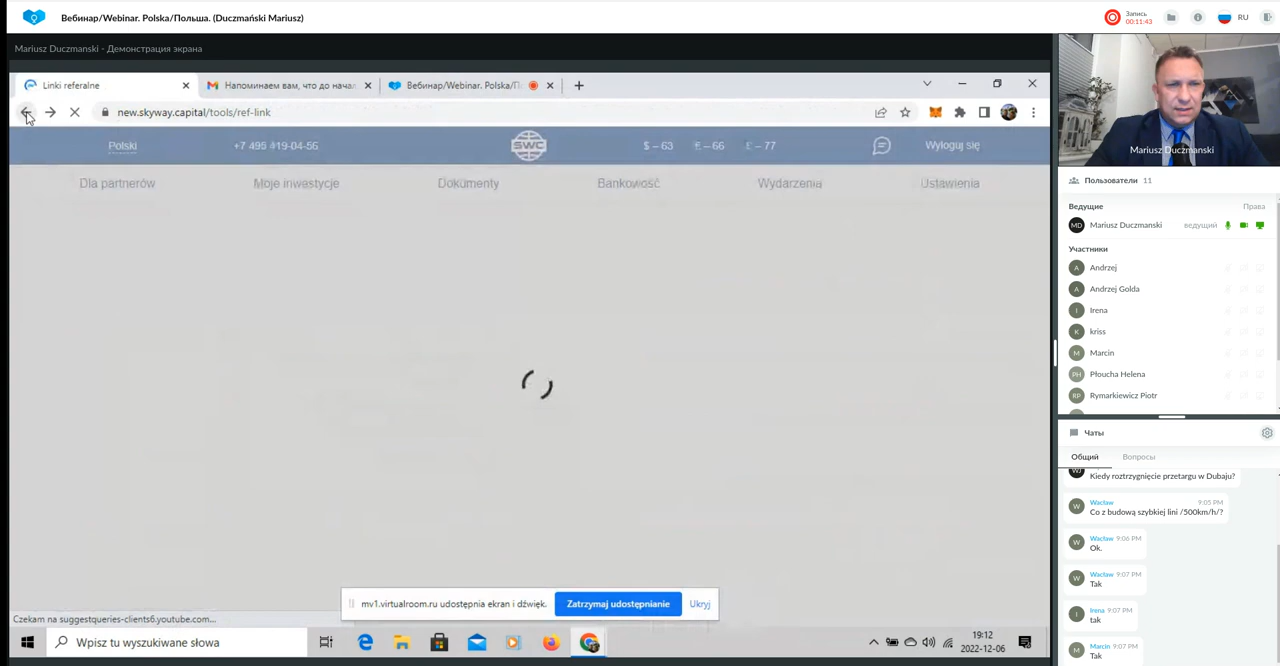 Вебинар/Webinar. Polska/Польша. (Duczmański Mariusz)
Запись
00:11:43
RU
Mariusz Duczmanski - Демонстрация экрана
Linki referalne
Напоминаем вам, что до начал
Вебинар/Webinar. Polska/П
new.skyway.capital/tools/ref-link
Polski
+7 495 419-04-56
SWC
$ – 63
€ – 66
£ – 77
Wyloguj się
Dla partnerów
Moje inwestycje
Dokumenty
Bankowość
Wydarzenia
Ustawienia
mv1.virtualroom.ru udostępnia ekran i dźwięk.
Zatrzymaj udostępnianie
Ukryj
Czekam na suggestqueries-clients6.youtube.com...
Wpisz tu wyszukiwane słowa
19:12
2022-12-06
Mariusz Duczmanski
Пользователи 11
Ведущие
Права
MD
Mariusz Duczmanski
ведущий
Участники
A
Andrzej
A
Andrzej Golda
I
Irena
K
kriss
M
Marcin
PH
Płoucha Helena
RP
Rymarkiewicz Piotr
Чаты
Общий
Вопросы
Kiedy roztrzygnięcie przetargu w Dubaju?
W
Wacław
9:05 PM
Co z budową szybkiej lini /500km/h/?
W
Wacław 9:06 PM
Ok.
W
Wacław 9:07 PM
Tak
I
Irena 9:07 PM
tak
M
Marcin 9:07 PM
Tak